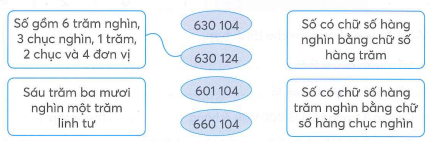 Số gồm 6 trăm nghìn,
3 chục nghìn, 1 trăm,
2 chục và 4 đơn vị
Sáu trăm ba mươi
nghìn một trăm
linh tư
630 104
630 124
601 104
660 104
Số có chữ số hàng
nghìn bằng chữ số
hàng trăm
Số có chữ số hàng
trăm nghìn bằng chữ
số hàng chục nghìn